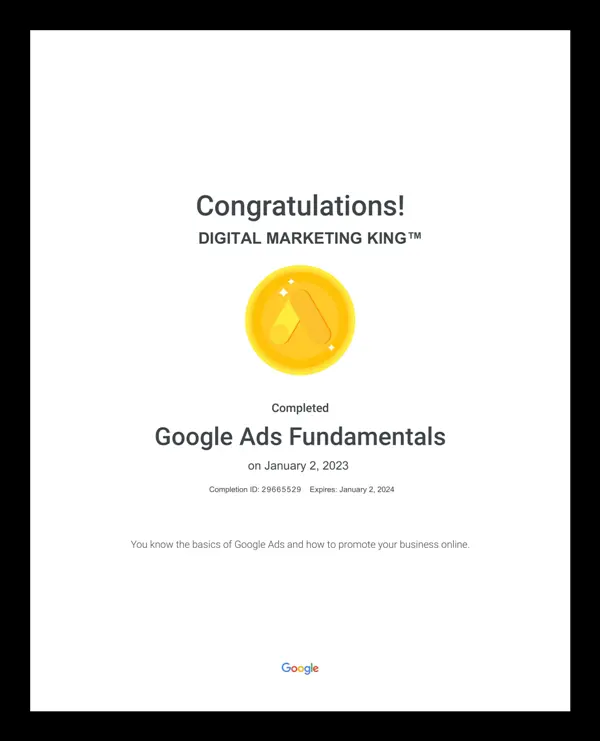 Congratulations!
DIGITAL MARKETING KING™
Completed
Google Ads Fundamentals
on January 2, 2023
Completion ID: 29665529 Expires: January 2, 2024
You know the basics of Google Ads and how to promote your business online.
Google